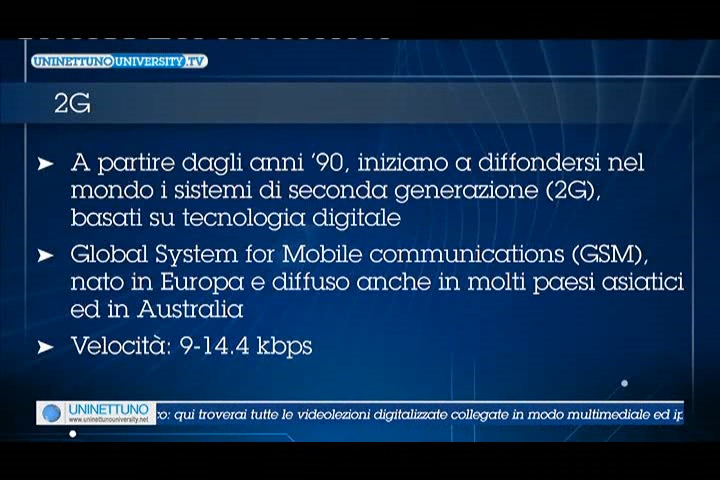 UNINETTUNOUNIVERSITY.TV
2G
A partire dagli anni '90, iniziano a diffondersi nel
mondo i sistemi di seconda generazione (2G),
basati su tecnologia digitale
Global System for Mobile communications (GSM),
nato in Europa e diffuso anche in molti paesi asiatici
ed in Australia
Velocità: 9-14.4 kbps
UNINETTUNO
www.uninettunouniversity.net
qui troverai tutte le videolezioni digitalizzate collegate in modo multimediale ed